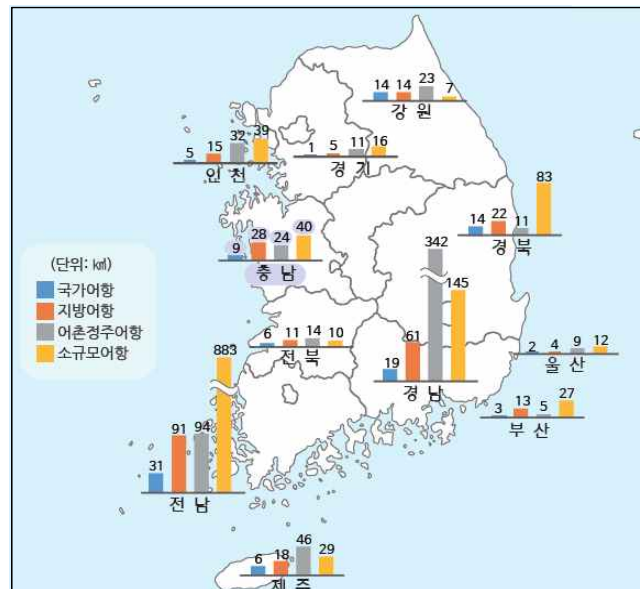 14 14 23 7
강 원
5 15 32 39
인 천
1 5 11 16
경 기
14 22 11 83
경 북
9 28 24 40
충 남
(단위: ㎢)
국가어항
지방어항
어촌정주어항
소규모어항
6 11 14 10
전 북
19 61 342 145
경 남
2 4 9 12
울 산
3 13 5 27
부 산
31 91 94 883
전 남
6 18 46 29
제 주